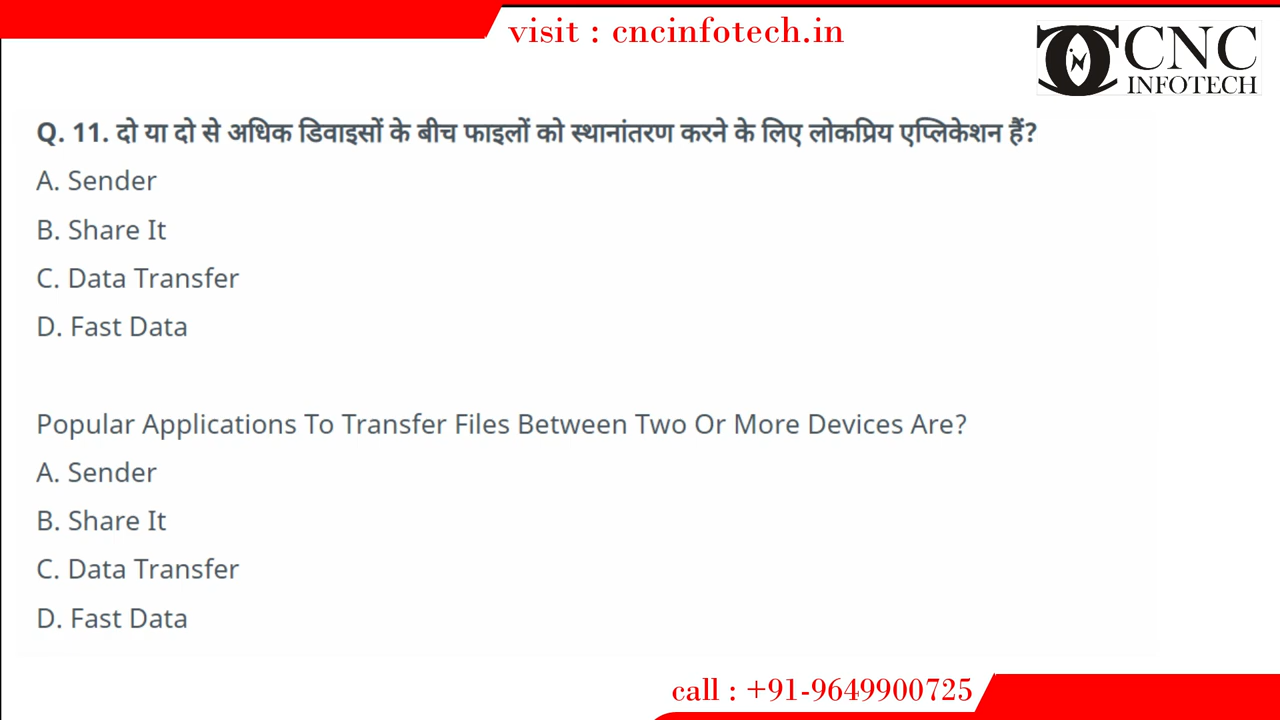 visit : cncinfotech.in
CNC
INFOTECH
Q. 11. दो या दो से अधिक डिवाइसों के बीच फाइलों को स्थानांतरण करने के लिए लोकप्रिय एप्लिकेशन हैं?
A. Sender
B. Share It
C. Data Transfer
D. Fast Data
Popular Applications To Transfer Files Between Two Or More Devices Are?
A. Sender
B. Share It
C. Data Transfer
D. Fast Data
call : +91-9649900725